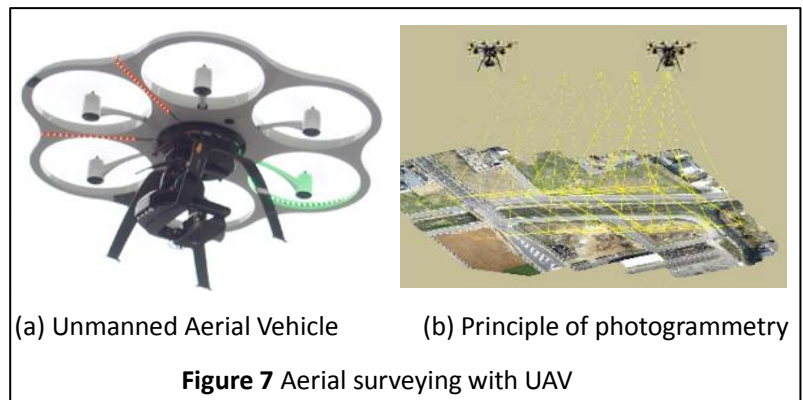 (a) Unmanned Aerial Vehicle
(b) Principle of photogrammetry
Figure 7 Aerial surveying with UAV